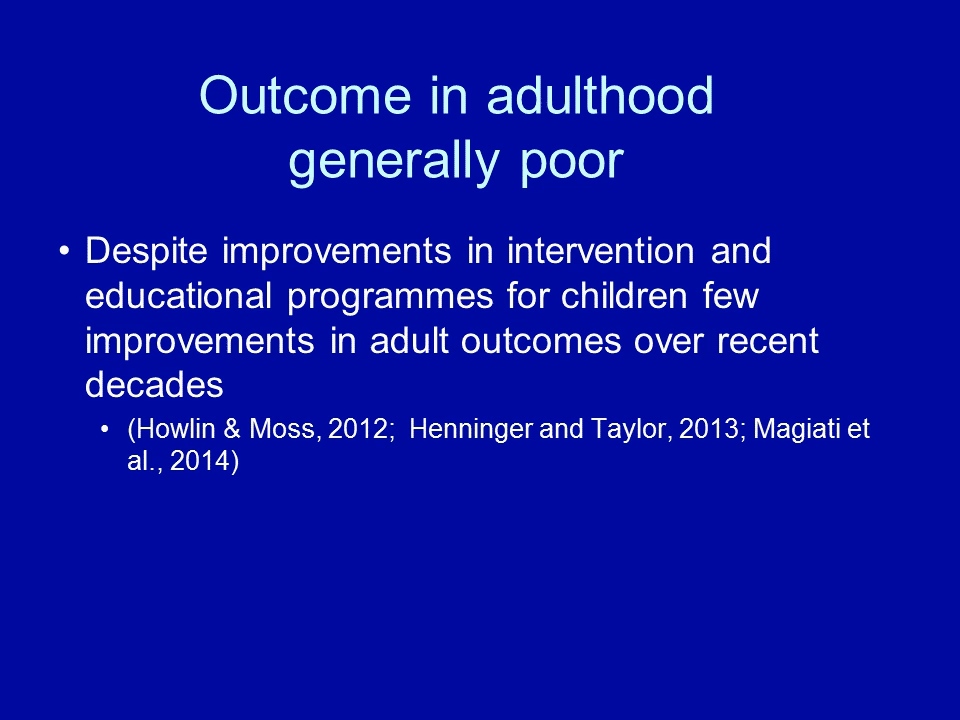 Outcome in adulthood
generally poor
• Despite improvements in intervention and
educational programmes for children few
improvements in adult outcomes over recent
decades
• (Howlin & Moss, 2012;  Henninger and Taylor, 2013; Magiati et
al., 2014)